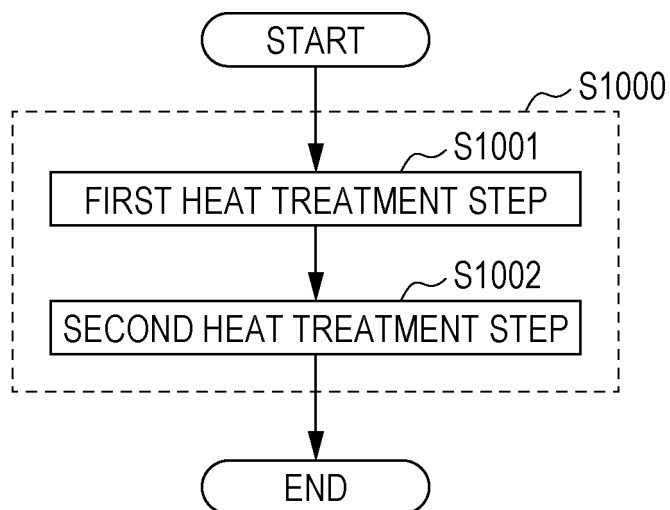 START
S1000
S1001
FIRST HEAT TREATMENT STEP
S1002
SECOND HEAT TREATMENT STEP
END